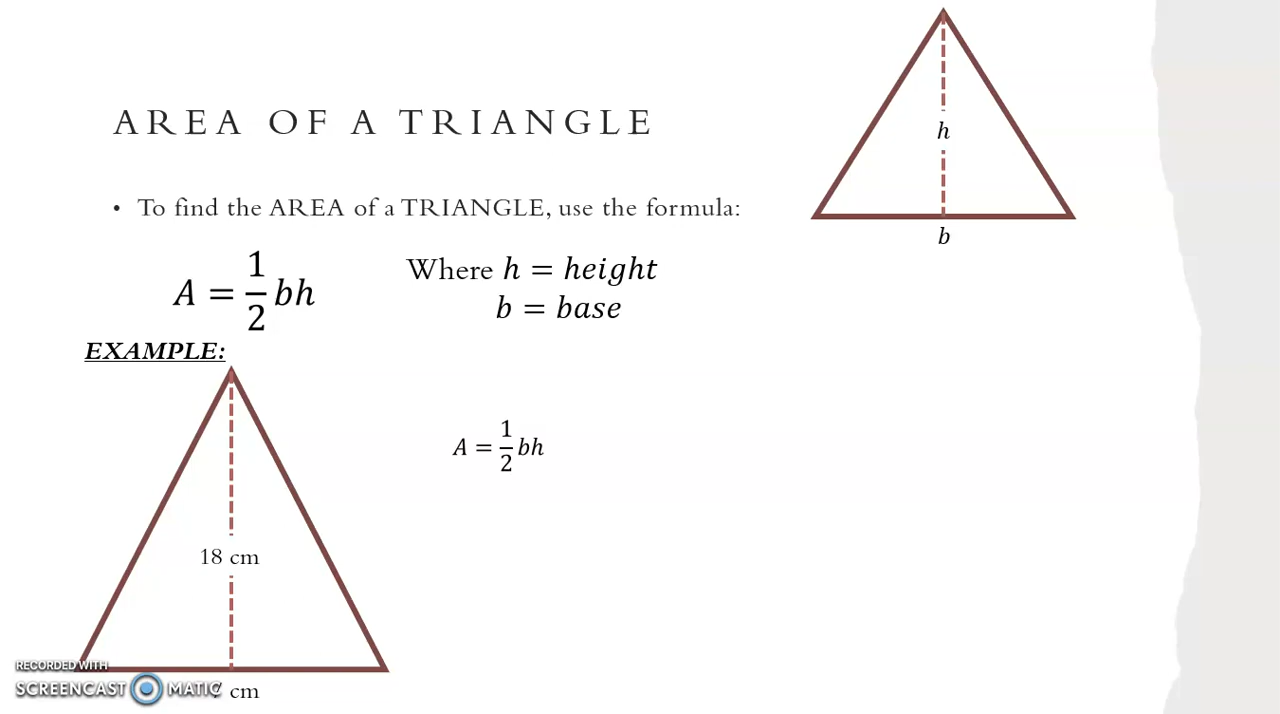 AREA OF A TRIANGLE
h
b
• To find the AREA of a TRIANGLE, use the formula:
A = 1/2 bh
Where h = height
b = base
EXAMPLE:
A = 1/2 bh
18 cm
cm
RECORDED WITH
SCREENCAST MATIC